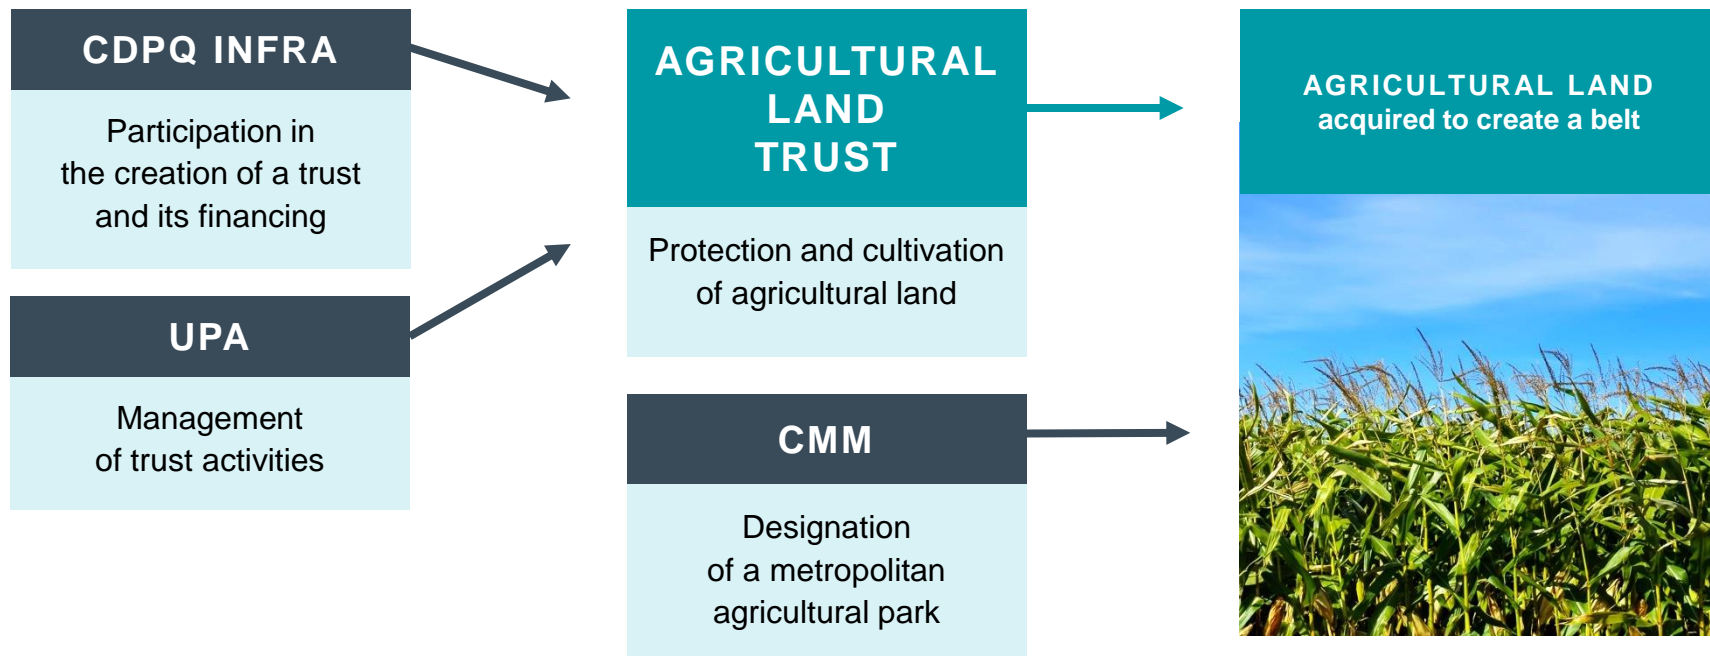 CDPQ INFRA
Participation in
the creation of a trust
and its financing
UPA
Management
of trust activities
AGRICULTURAL
LAND
TRUST
Protection and cultivation
of agricultural land
CMM
Designation
of a metropolitan
agricultural park
AGRICULTURAL LAND
acquired to create a belt